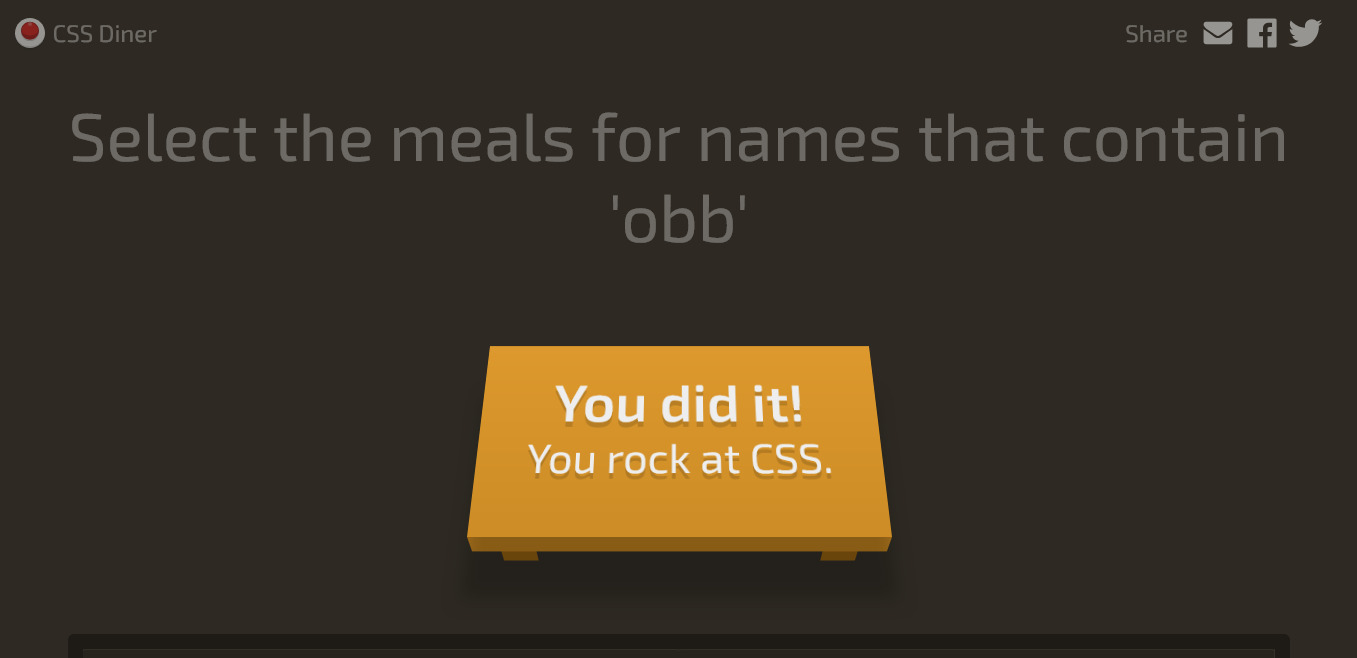 CSS Diner
Share
Select the meals for names that contain
'obb'
You did it!
You rock at CSS.